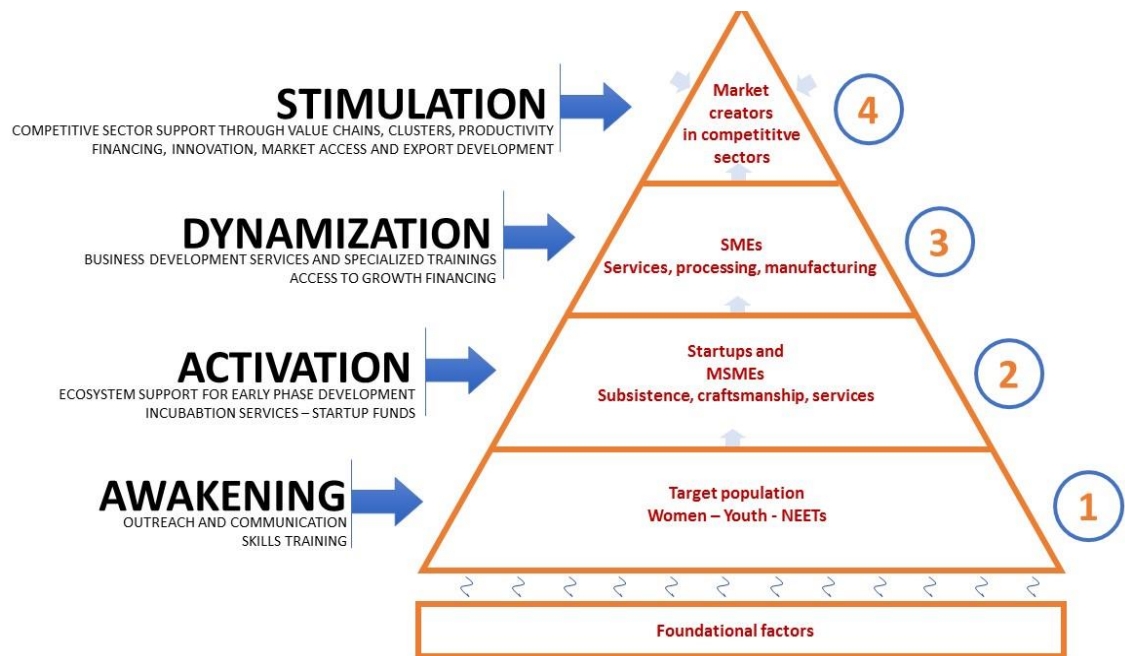 STIMULATION
COMPETITIVE SECTOR SUPPORT THROUGH VALUE CHAINS, CLUSTERS, PRODUCTIVITY
FINANCING, INNOVATION, MARKET ACCESS AND EXPORT DEVELOPMENT
Market
creators
in competititve
sectors
4
DYNAMIZATION
BUSINESS DEVELOPMENT SERVICES AND SPECIALIZED TRAININGS
ACCESS TO GROWTH FINANCING
SMEs
Services, processing, manufacturing
3
ACTIVATION
ECOSYSTEM SUPPORT FOR EARLY PHASE DEVELOPMENT
INCUBABTION SERVICES – STARTUP FUNDS
Startups and
MSMEs
Subsistence, craftsmanship, services
2
AWAKENING
OUTREACH AND COMMUNICATION
SKILLS TRAINING
Target population
Women – Youth - NEETs
1
Foundational factors